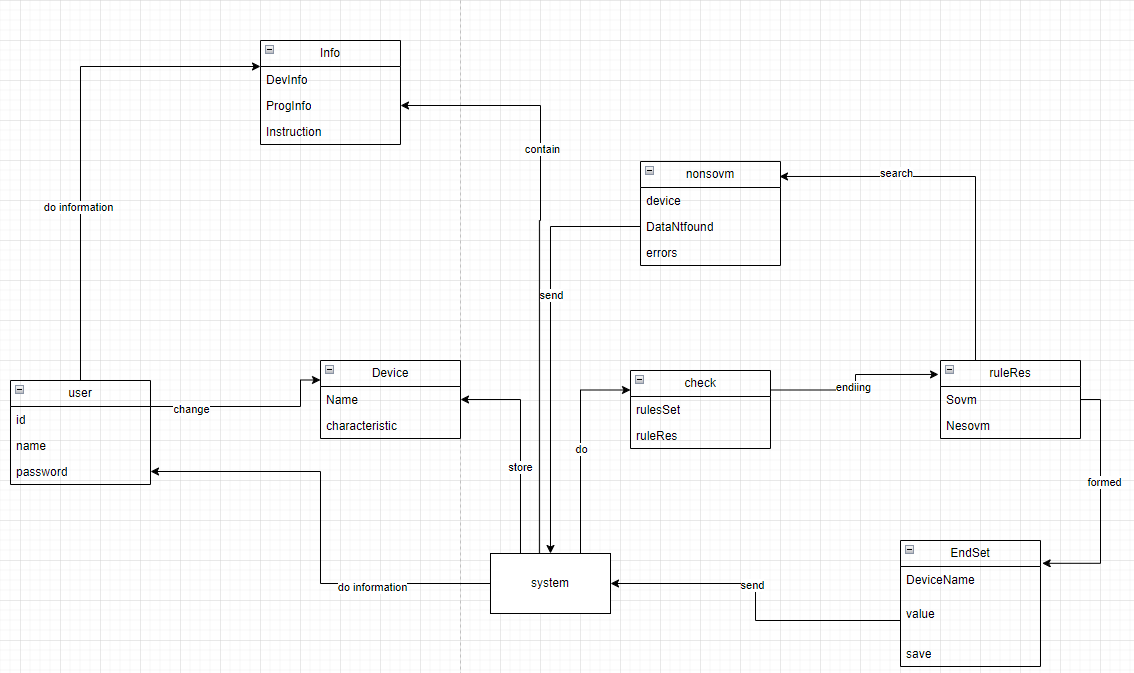 Info
DevInfo
ProgInfo
Instruction
contain
do information
nonsovm
device
DataNtfound
errors
search
send
user
id
name
password
change
Device
Name
characteristic
store
do
check
rulesSet
ruleRes
endiing
ruleRes
Sovm
Nesovm
formed
do information
system
send
EndSet
DeviceName
value
save